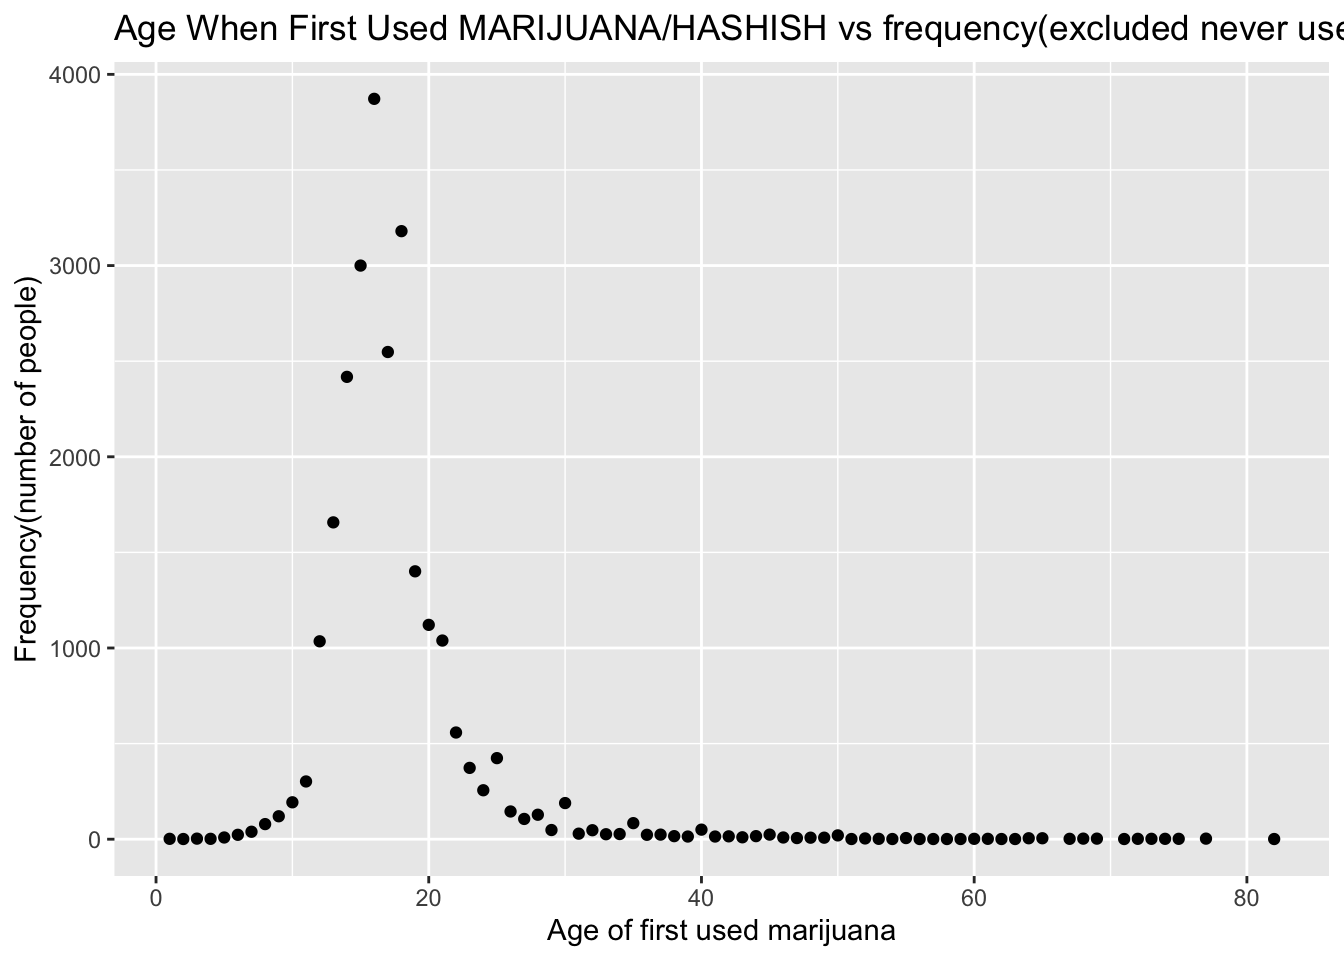 Age When First Used MARIJUANA/HASHISH vs frequency(excluded never use
4000
3000
2000
1000
0
Frequency(number of people)
0 20 40 60 80
Age of first used marijuana